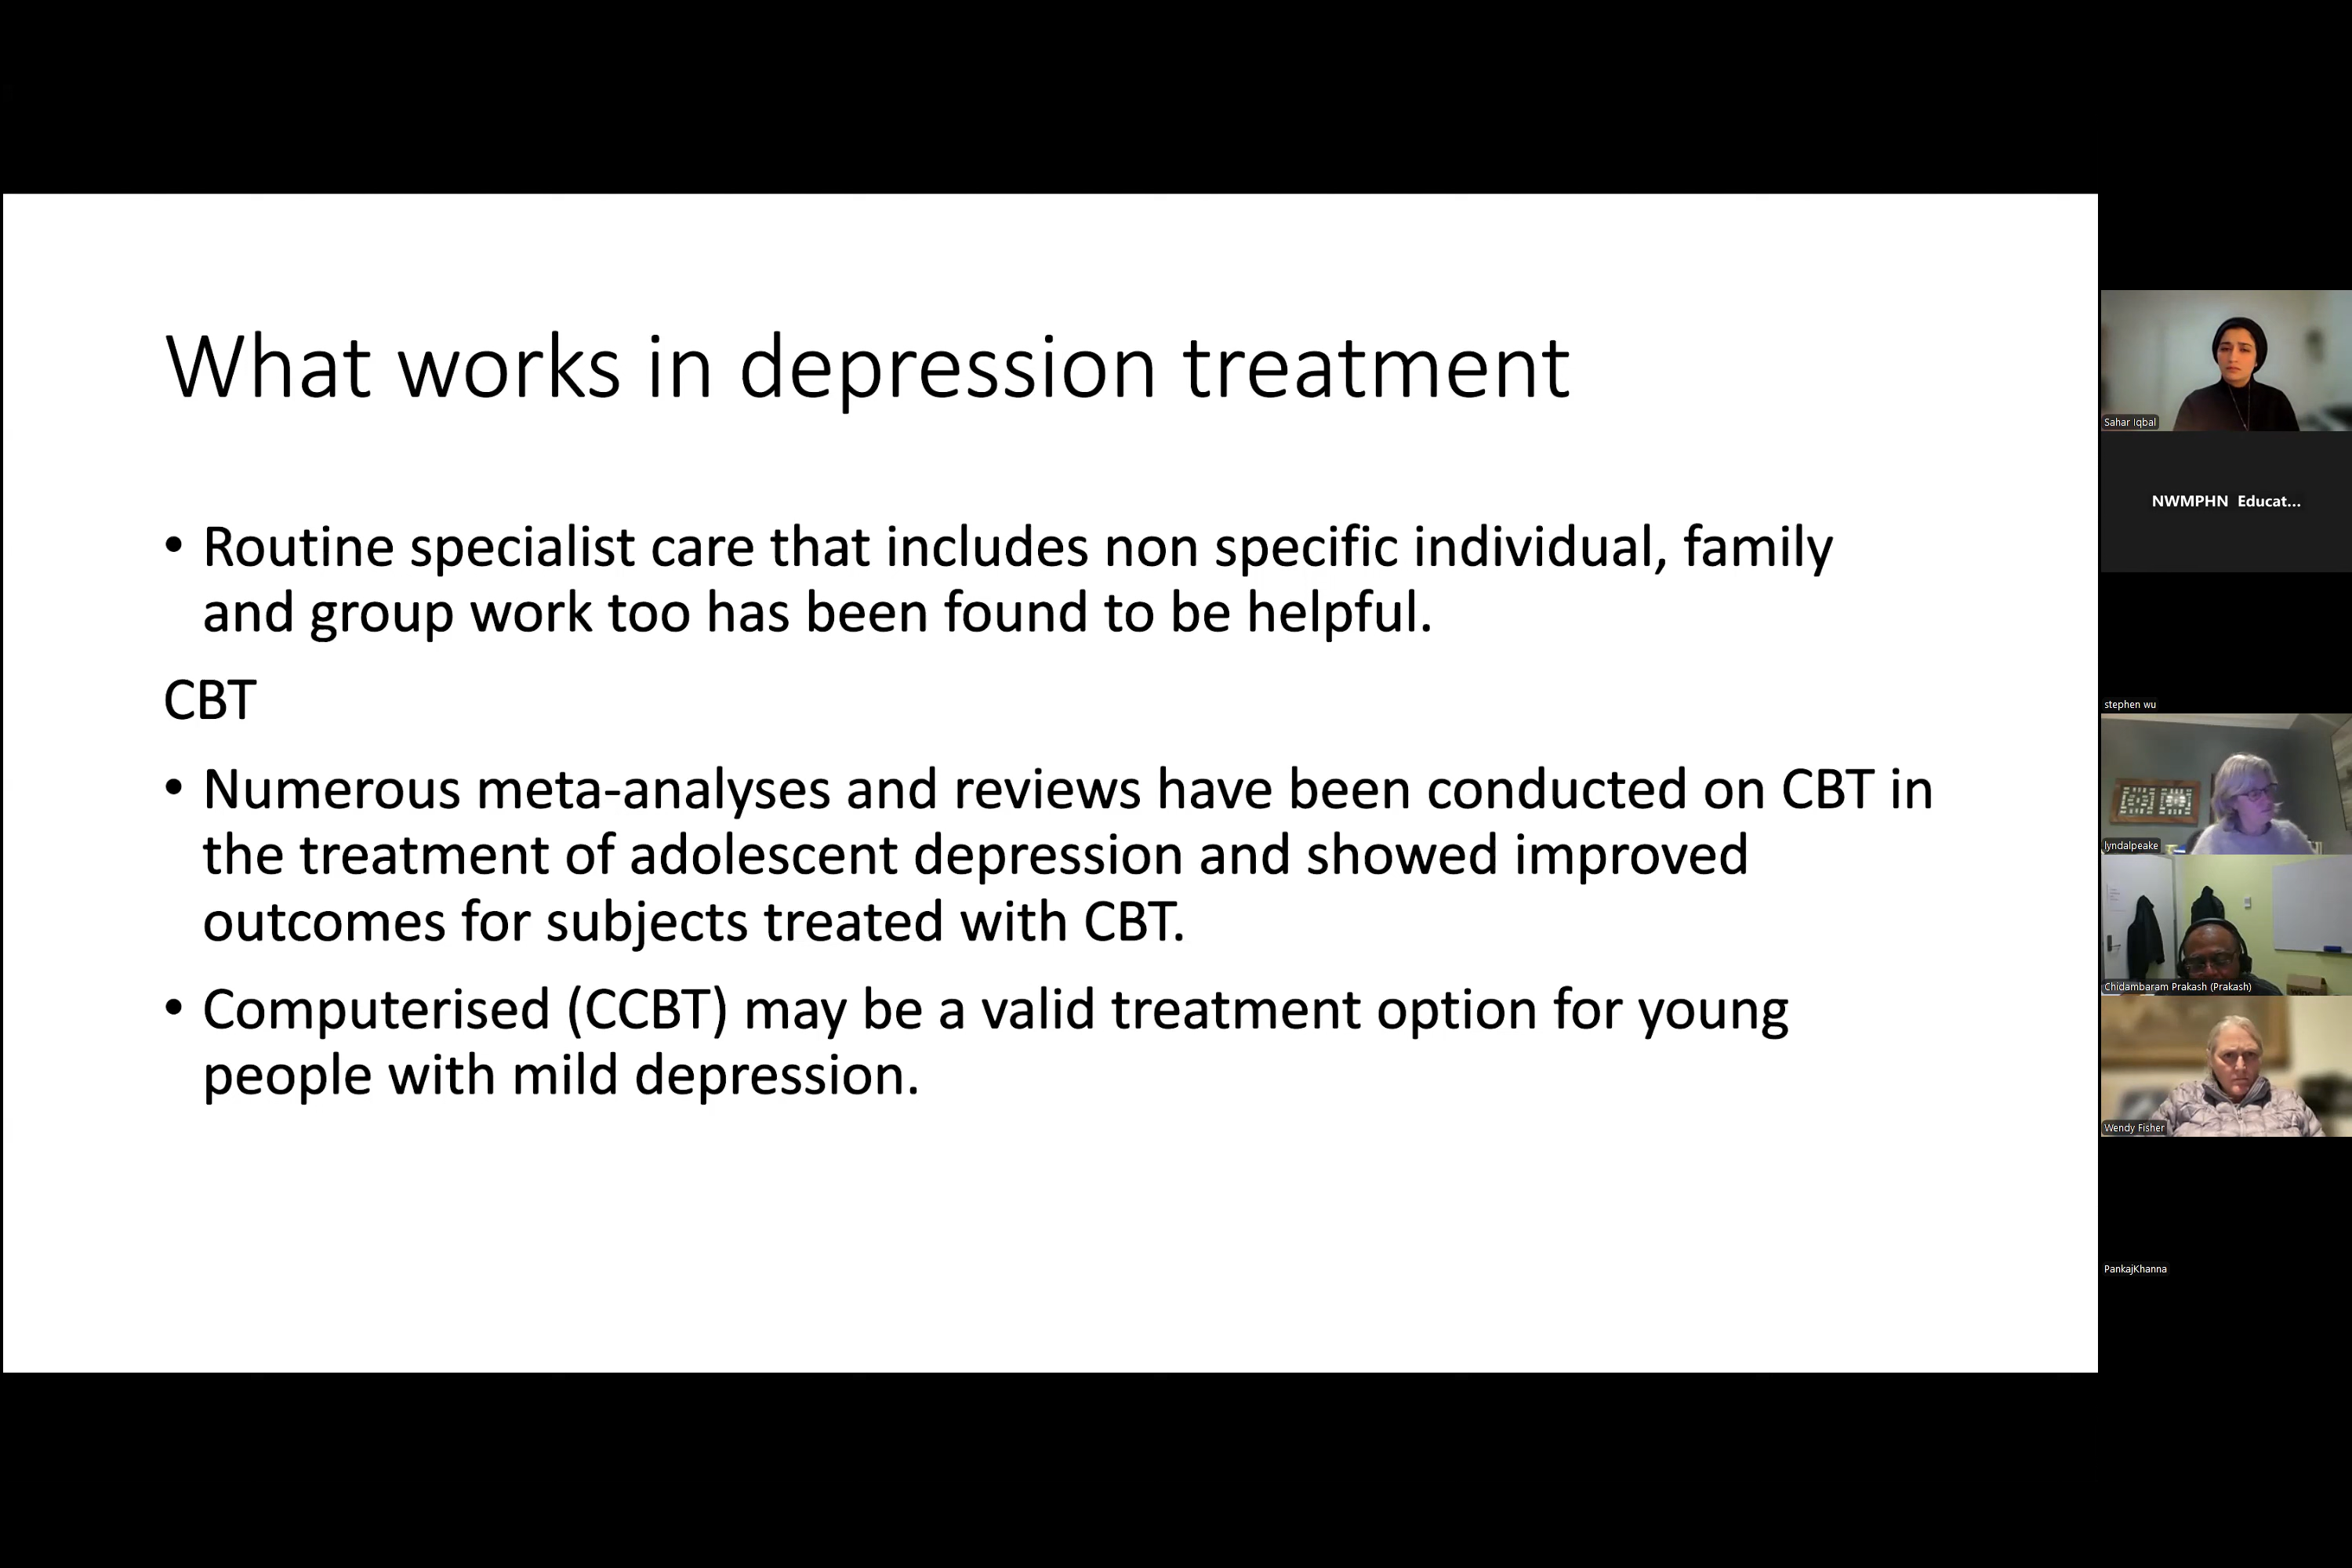 What works in depression treatment
• Routine specialist care that includes non specific individual, family
and group work too has been found to be helpful.
CBT
• Numerous meta-analyses and reviews have been conducted on CBT in
the treatment of adolescent depression and showed improved
outcomes for subjects treated with CBT.
• Computerised (CCBT) may be a valid treatment option for young
people with mild depression.
Sahar Iqbal
NWMPHN Educat...
stephen wu
lyndalpeake
Chidambaram Prakash (Prakash)
Wendy Fisher
PankajKhanna